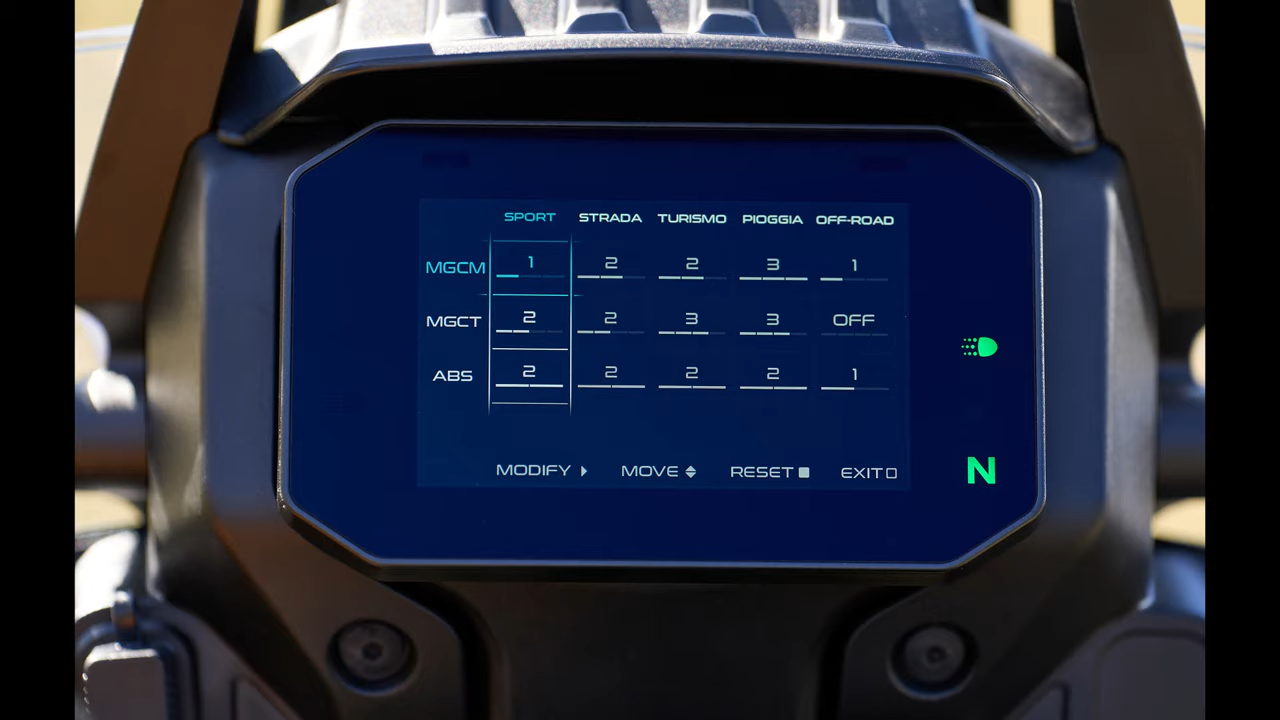 SPORT STRADA TURISMO PIOGGIA OFF-ROAD
MGCM 1 2 2 3 1
MGCT 2 2 3 3 OFF
ABS 2 2 2 2 1
MODIFY MOVE RESET EXIT
N